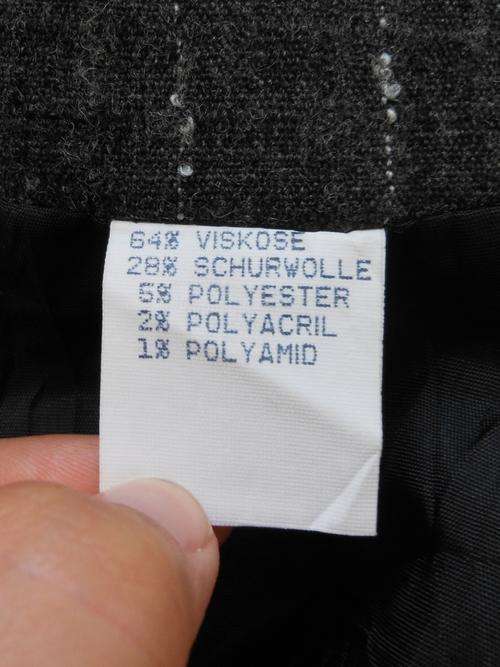 64% VISKOSE
28% SCHURWOLLE
5% POLYESTER
2% POLYACRIL
1% POLYAMID